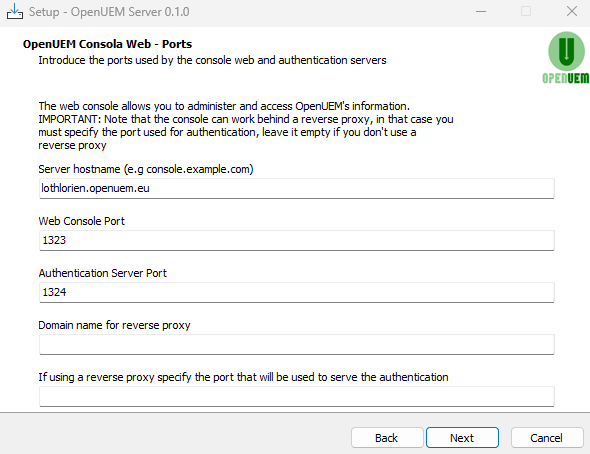 Setup - OpenUEM Server 0.1.0
OpenUEM Consola Web - Ports
Introduce the ports used by the console web and authentication servers
U
OPENUEM
The web console allows you to administer and access OpenUEM's information.
IMPORTANT: Note that the console can work behind a reverse proxy, in that case you
must specify the port used for authentication, leave it empty if you don't use a
reverse proxy
Server hostname (e.g console.example.com)
lothlorien.openuem.eu
Web Console Port
1323
Authentication Server Port
1324
Domain name for reverse proxy
If using a reverse proxy specify the port that will be used to serve the authentication
Back
Next
Cancel